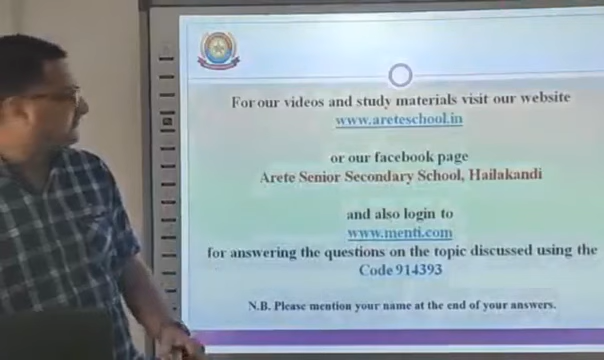 For our videos and study materials visit our website
www.areteschool.in
or our facebook page
Arete Senior Secondary School, Hailakandi
and also login to
www.menti.com
for answering the questions on the topic discussed using the
Code 914393
N.B. Please mention your name at the end of your answers.